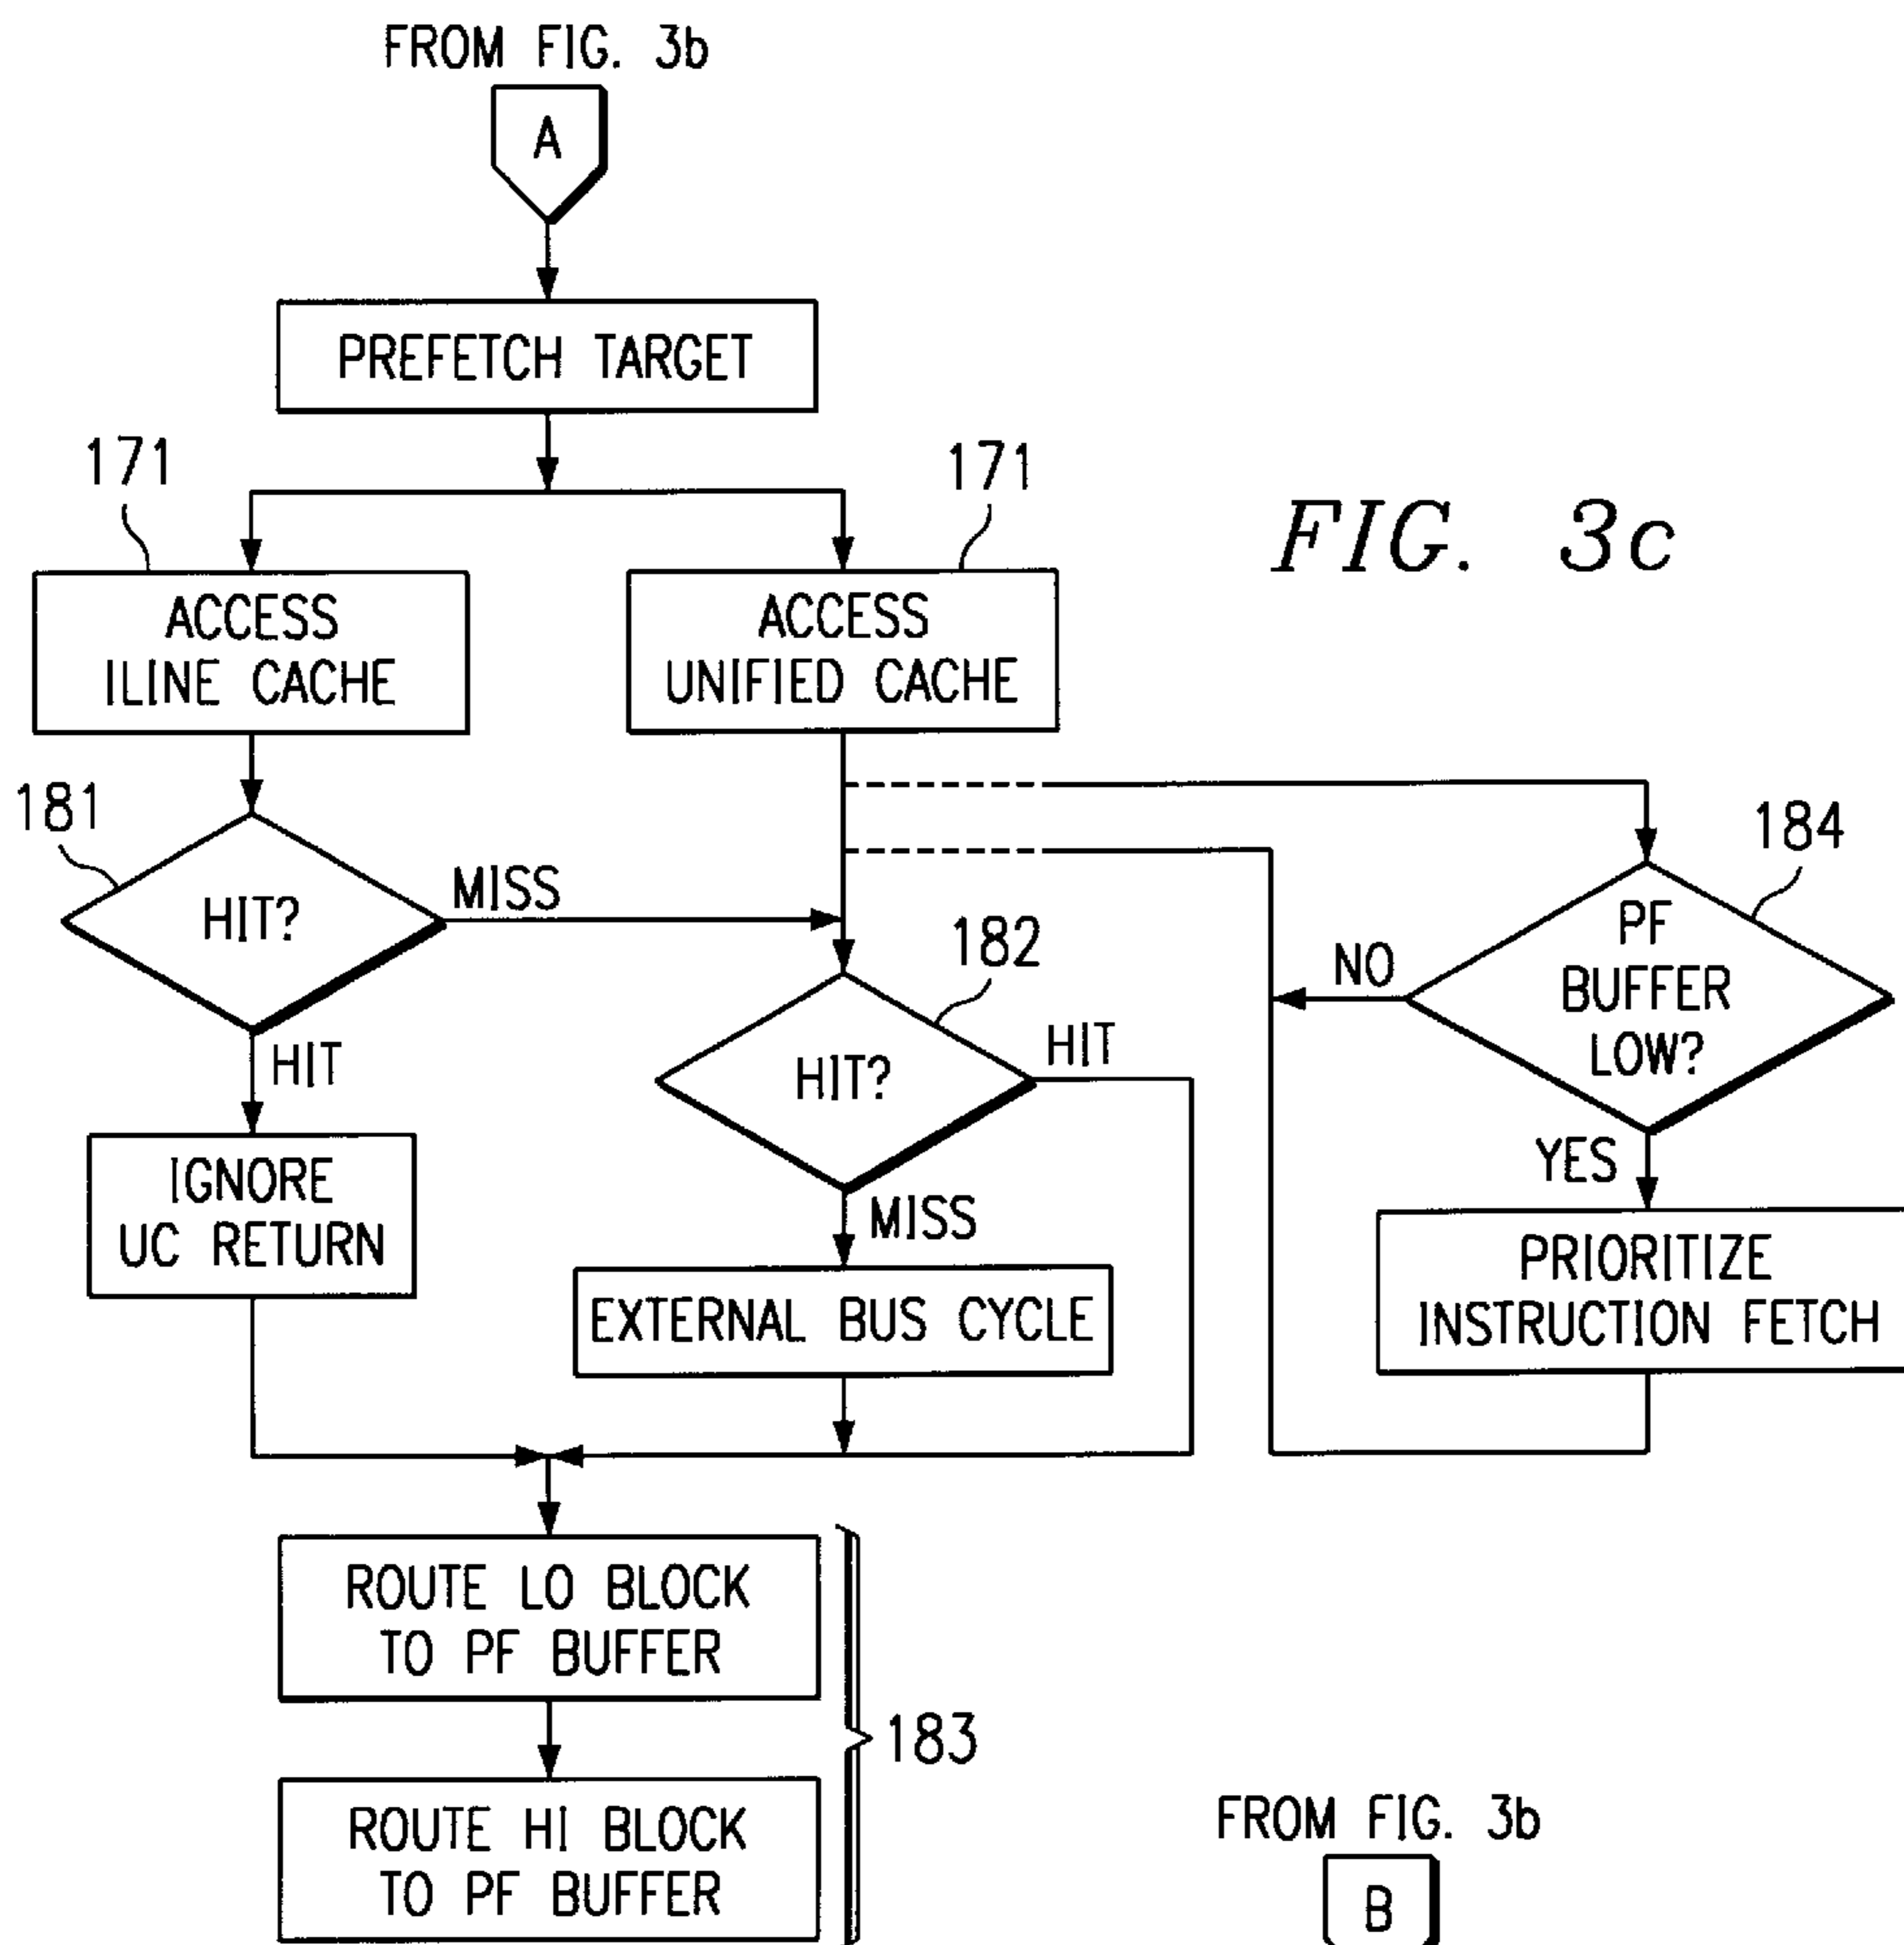 FROM FIG. 3b
A
PREFETCH TARGET
171
171
FIG. 3c
ACCESS
ILINE CACHE
ACCESS
UNIFIED CACHE
181
HIT?
MISS
HIT
182
HIT?
HIT
MISS
184
PF
BUFFER
LOW?
NO
YES
IGNORE
UC RETURN
EXTERNAL BUS CYCLE
PRIORITIZE
INSTRUCTION FETCH
ROUTE LO BLOCK
TO PF BUFFER
183
ROUTE HI BLOCK
TO PF BUFFER
FROM FIG. 3b
B